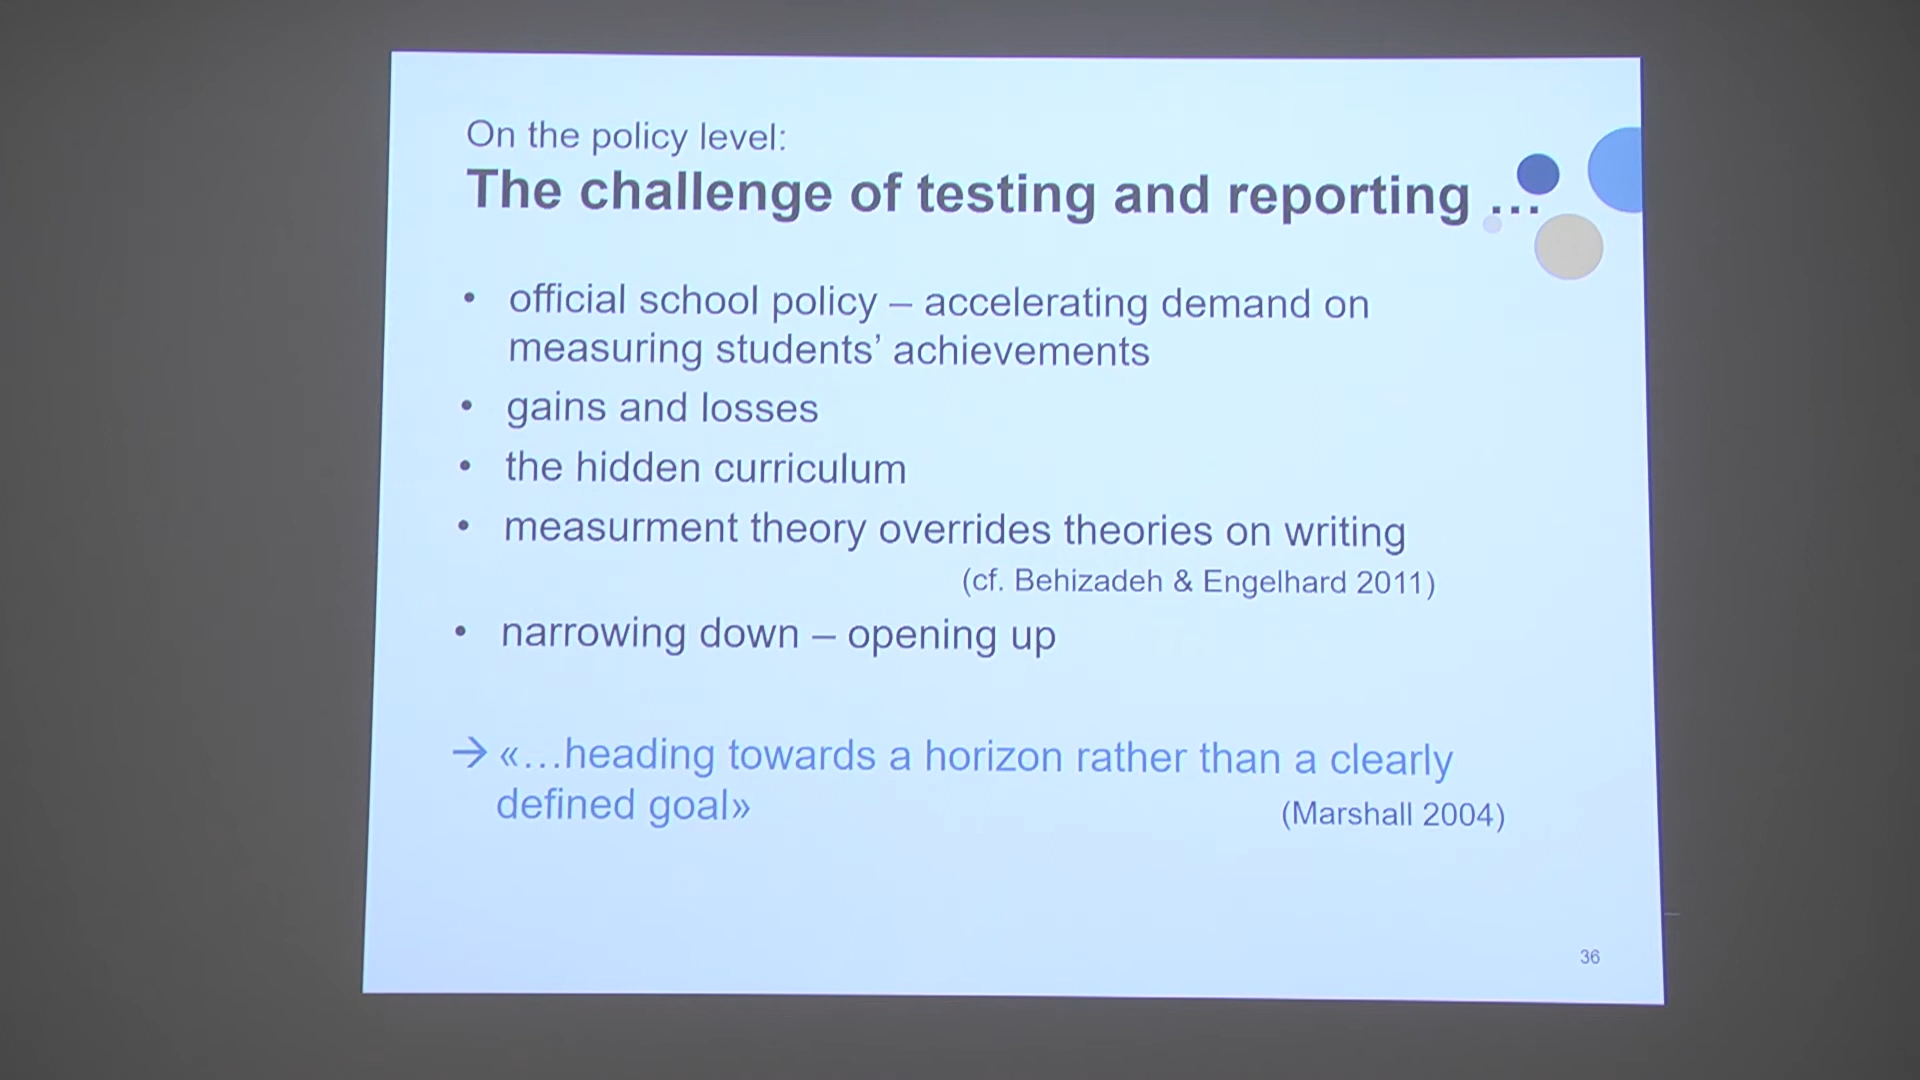 On the policy level:
The challenge of testing and reporting …
• official school policy – accelerating demand on
measuring students’ achievements
• gains and losses
• the hidden curriculum
• measurment theory overrides theories on writing
(cf. Behizadeh & Engelhard 2011)
• narrowing down – opening up
→ «…heading towards a horizon rather than a clearly
defined goal»
(Marshall 2004)
36